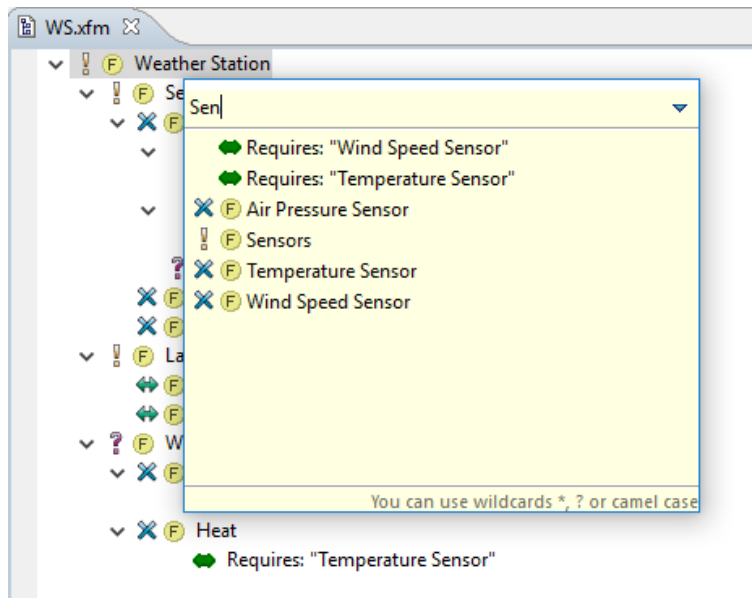 WS.xfm
F Weather Station
F Se
Sen
F
Requires: "Wind Speed Sensor"
Requires: "Temperature Sensor"
F Air Pressure Sensor
F Sensors
F Temperature Sensor
F
F Wind Speed Sensor
F
F La
F
F
F W
F
You can use wildcards *, ? or camel case
F Heat
Requires: "Temperature Sensor"